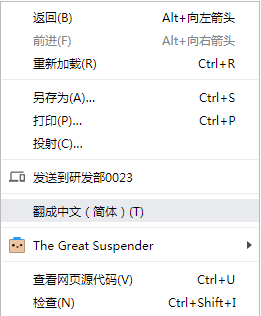 返回(B) Alt+向左箭头
前进(F) Alt+向右箭头
重新加载(R) Ctrl+R
另存为(A)... Ctrl+S
打印(P)... Ctrl+P
投射(C)...
发送到研发部0023
翻成中文（简体）(T)
The Great Suspender
查看网页源代码(V) Ctrl+U
检查(N) Ctrl+Shift+I